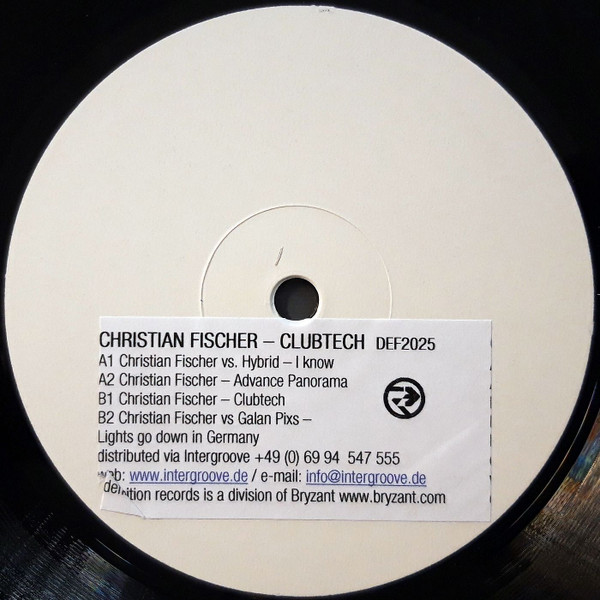 CHRISTIAN FISCHER – CLUBTECH DEF2025
A1 Christian Fischer vs. Hybrid – I know
A2 Christian Fischer – Advance Panorama
B1 Christian Fischer – Clubtech
B2 Christian Fischer vs Galan Pixs –
Lights go down in Germany
distributed via Intergroove +49 (0) 69 94 547 555
web: www.intergroove.de / e-mail: info@intergroove.de
definition records is a division of Bryzant www.bryzant.com